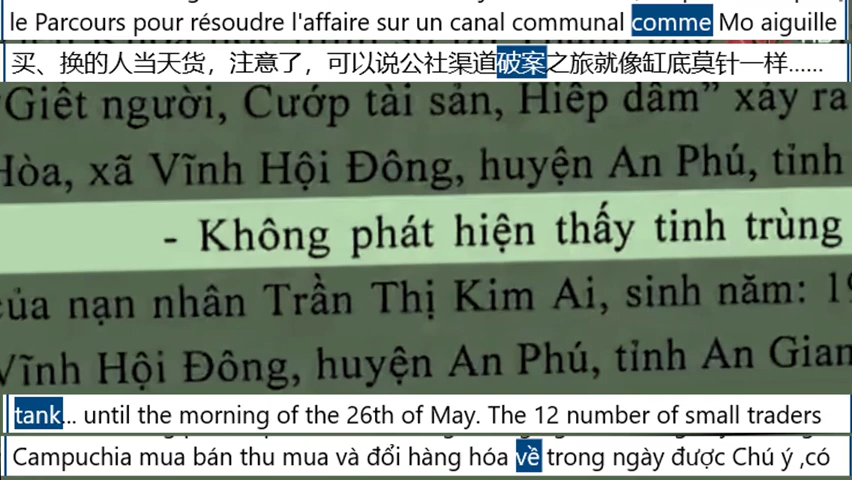 le Parcours pour résoudre l'affaire sur un canal communal comme Mo aiguille
买、换的人当天货，注意了，可以说公社渠道破案之旅就像缸底莫针一样......
"Giết người, Cướp tài sản, Hiếp dâm" xảy ra
Hòa, xã Vĩnh Hội Đông, huyện An Phú, tỉnh
- Không phát hiện thấy tinh trùng
của nạn nhân Trần Thị Kim Ai, sinh năm: 19
Vĩnh Hội Đông, huyện An Phú, tỉnh An Gian
tank... until the morning of the 26th of May. The 12 number of small traders
Campuchia mua bán thu mua và đổi hàng hóa về trong ngày được Chú ý ,có